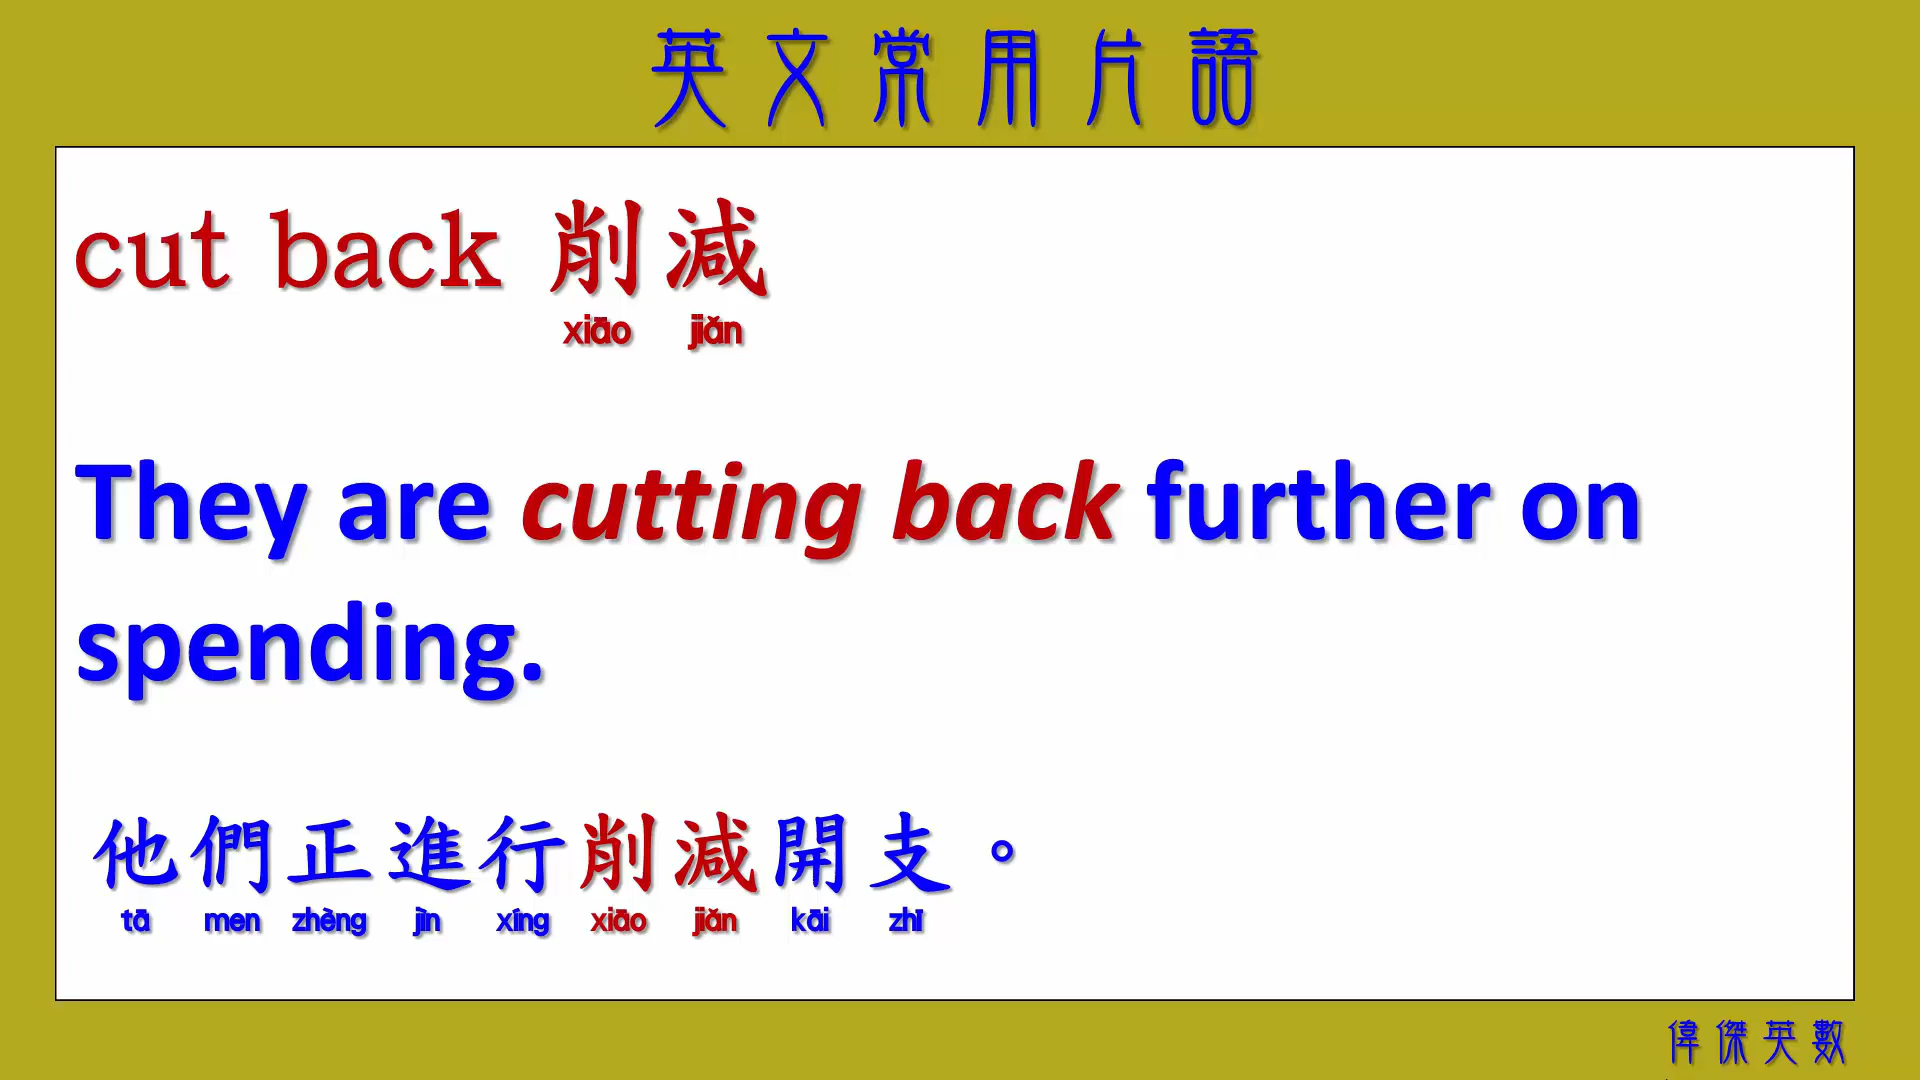 英文常用片語
cut back 削減
xiāo jiǎn
They are cutting back further on
spending.
他們正進行削減開支。
tā men zhèng jìn xíng xiāo jiǎn kāi zhī
偉傑英數